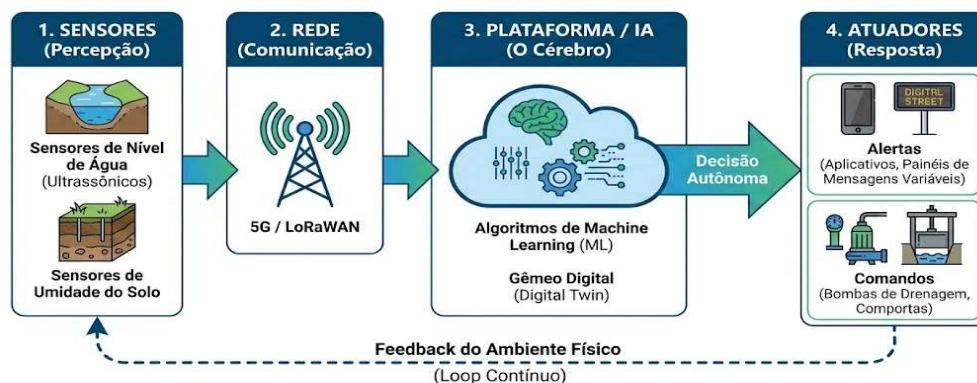 1. SENSORES
(Percepção)
Sensores de Nível
de Água
(Ultrassônicos)
Sensores de
Umidade do Solo
2. REDE
(Comunicação)
5G / LoRaWAN
3. PLATAFORMA / IA
(O Cérebro)
Algoritmos de Machine
Learning (ML)
Gêmeo Digital
(Digital Twin)
Decisão
Autônoma
4. ATUADORES
(Resposta)
DIGITAL
STREET
Alertas
(Aplicativos, Painéis de
Mensagens Variáveis)
Comandos
(Bombas de Drenagem,
Comportas)
Feedback do Ambiente Físico
(Loop Contínuo)